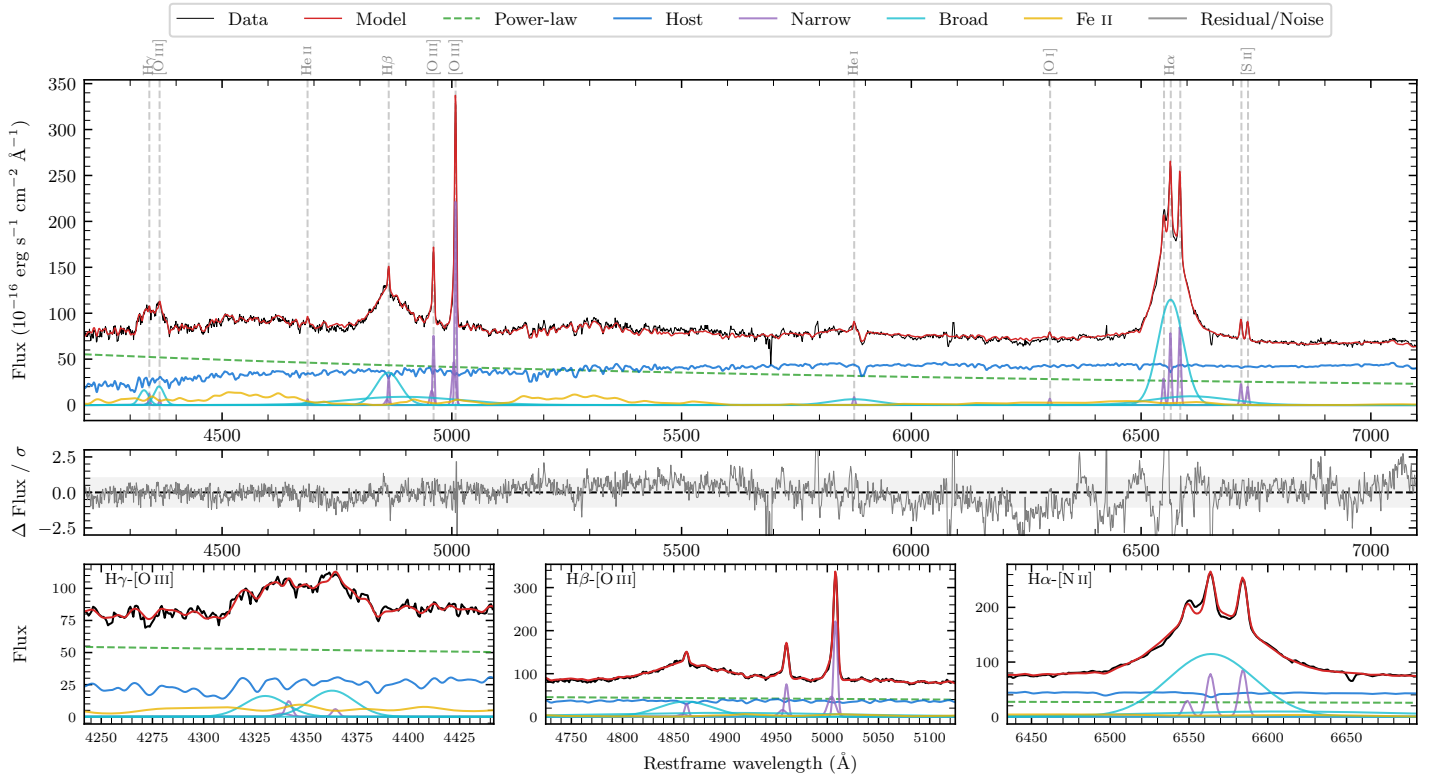 Data Model Power-law Host Narrow Broad Fe II Residual/Noise
Hγ [O III] He II Hβ [O III] [O III] He I [O I] Hα [S II]
Flux (10⁻¹⁶ erg s⁻¹ cm⁻² Å⁻¹)
350
300
250
200
150
100
50
0
4500 5000 5500 6000 6500 7000
Δ Flux / σ
2.5
0.0
−2.5
4500 5000 5500 6000 6500 7000
Flux
Hγ-[O III]
100
75
50
25
0
4250 4275 4300 4325 4350 4375 4400 4425
Hβ-[O III]
300
200
100
0
4750 4800 4850 4900 4950 5000 5050 5100
Hα-[N II]
200
100
0
6450 6500 6550 6600 6650
Restframe wavelength (Å)